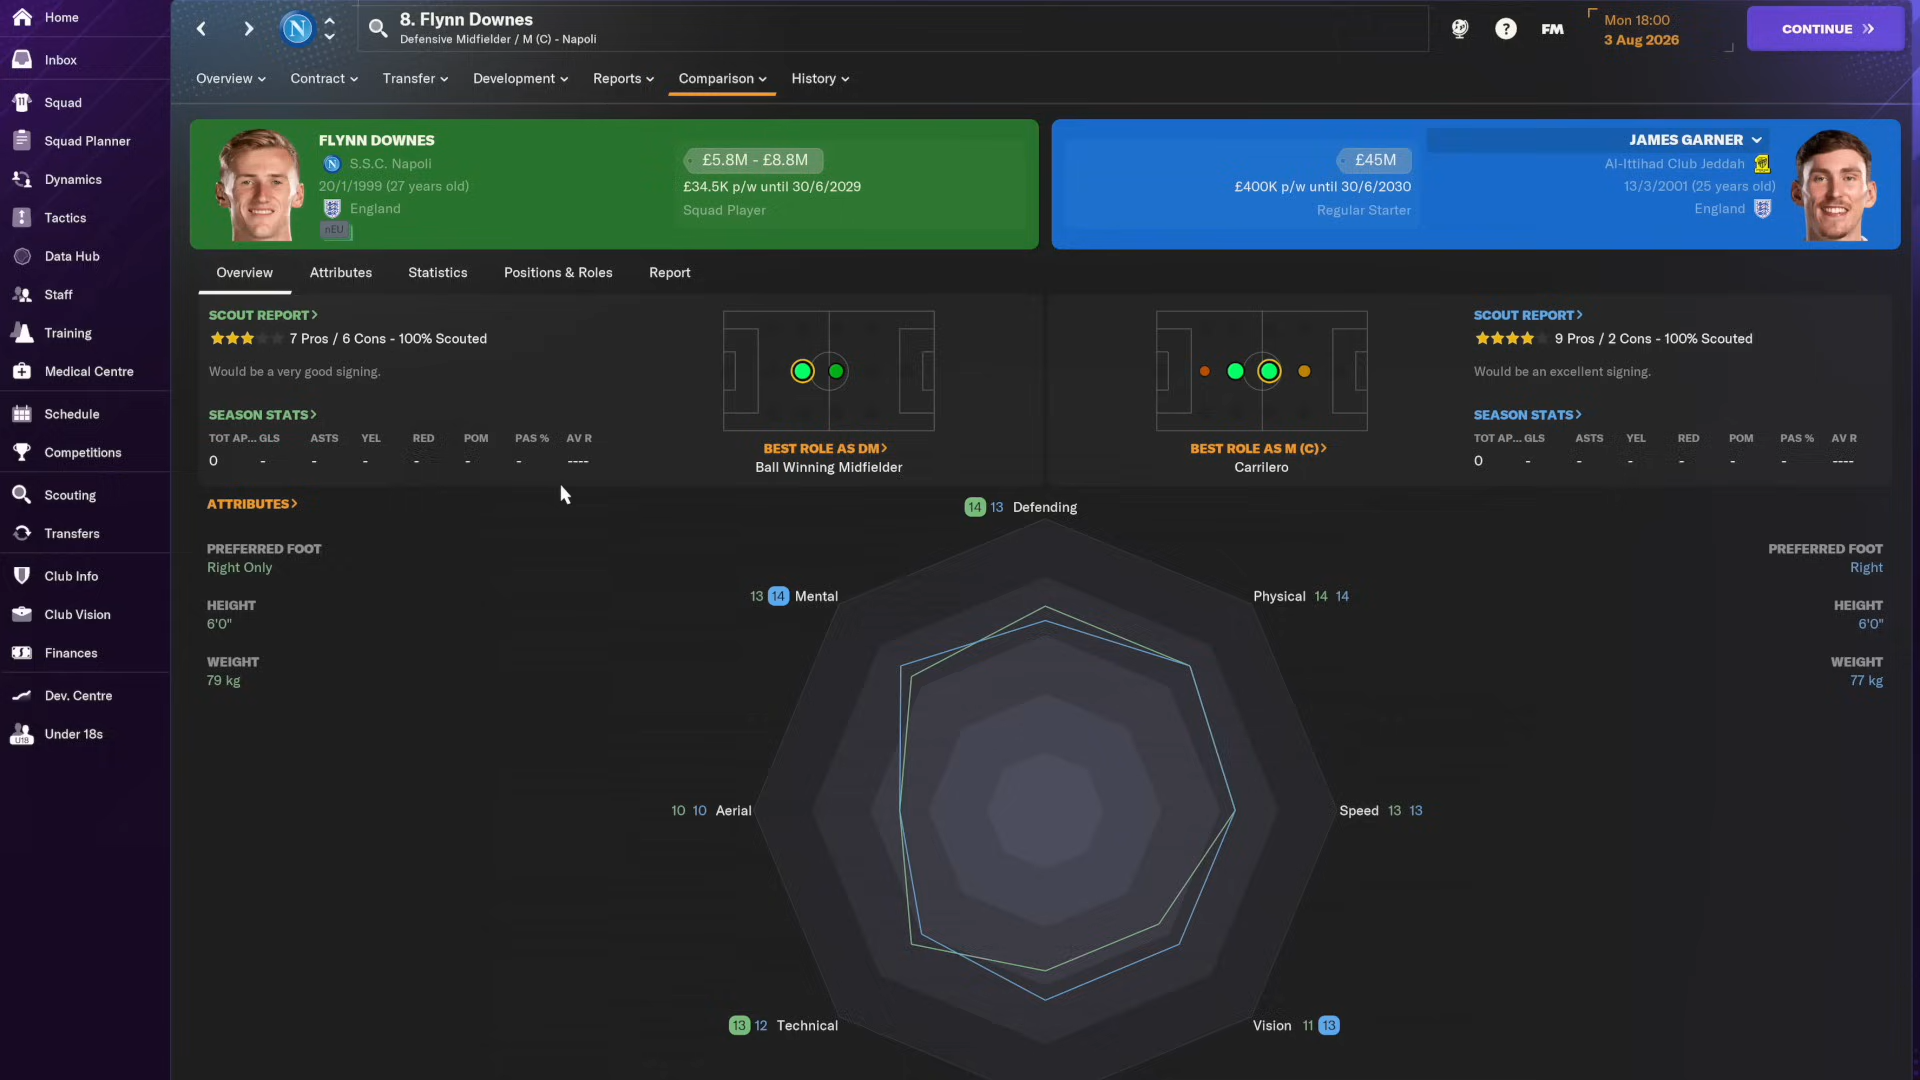 Home
Inbox
Squad
Squad Planner
Dynamics
Tactics
Data Hub
Staff
Training
Medical Centre
Schedule
Competitions
Scouting
Transfers
Club Info
Club Vision
Finances
Dev. Centre
U18
Under 18s
N
8. Flynn Downes
Defensive Midfielder / M (C) - Napoli
?
FM
Mon 18:00
3 Aug 2026
CONTINUE
Overview Contract Transfer Development Reports Comparison History
FLYNN DOWNES
S.S.C. Napoli
20/1/1999 (27 years old)
England
nEU
£5.8M - £8.8M
£34.5K p/w until 30/6/2029
Squad Player
£45M
£400K p/w until 30/6/2030
Regular Starter
JAMES GARNER
Al-Ittihad Club Jeddah
13/3/2001 (25 years old)
England
Overview Attributes Statistics Positions & Roles Report
SCOUT REPORT>
7 Pros / 6 Cons - 100% Scouted
Would be a very good signing.
SEASON STATS>
TOT AP... GLS ASTS YEL RED POM PAS % AV R
0 - - - - - - ----
BEST ROLE AS DM>
Ball Winning Midfielder
BEST ROLE AS M (C)>
Carrilero
SCOUT REPORT>
9 Pros / 2 Cons - 100% Scouted
Would be an excellent signing.
SEASON STATS>
TOT AP... GLS ASTS YEL RED POM PAS % AV R
0 - - - - - - ----
ATTRIBUTES>
PREFERRED FOOT
Right Only
HEIGHT
6'0"
WEIGHT
79 kg
14 13 Defending
13 14 Mental
Physical 14 14
10 10 Aerial
Speed 13 13
13 12 Technical
Vision 11 13
PREFERRED FOOT
Right
HEIGHT
6'0"
WEIGHT
77 kg